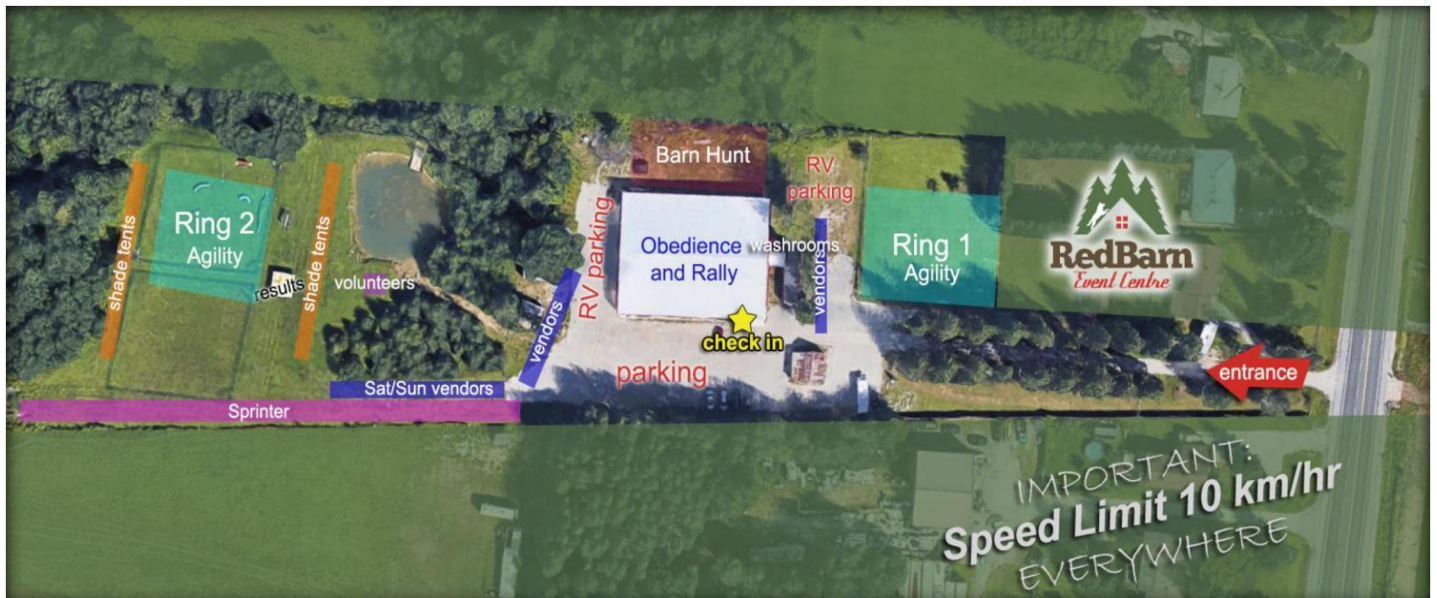 Barn Hunt
RV
parking
shade tents
Ring 2
Agility
results
shade tents
volunteers
RV parking
Obedience
and Rally
washrooms
vendors
Ring 1
Agility
RedBarn
Event Centre
vendors
check in
parking
entrance
Sat/Sun vendors
Sprinter
IMPORTANT:
Speed Limit 10 km/hr
EVERYWHERE